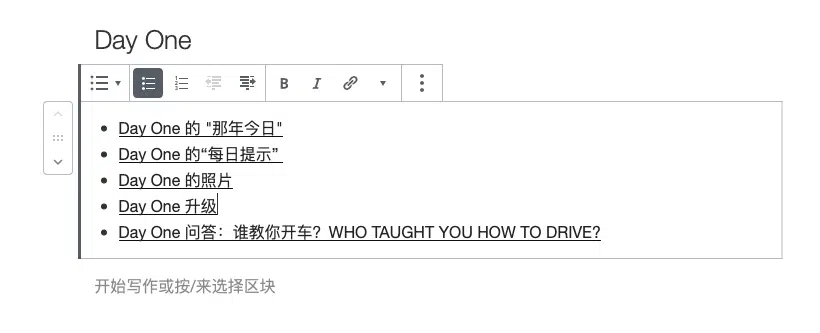 Day One
B I
Day One 的 "那年今日"
Day One 的“每日提示”
Day One 的照片
Day One 升级
Day One 问答：谁教你开车？WHO TAUGHT YOU HOW TO DRIVE?
开始写作或按/来选择区块